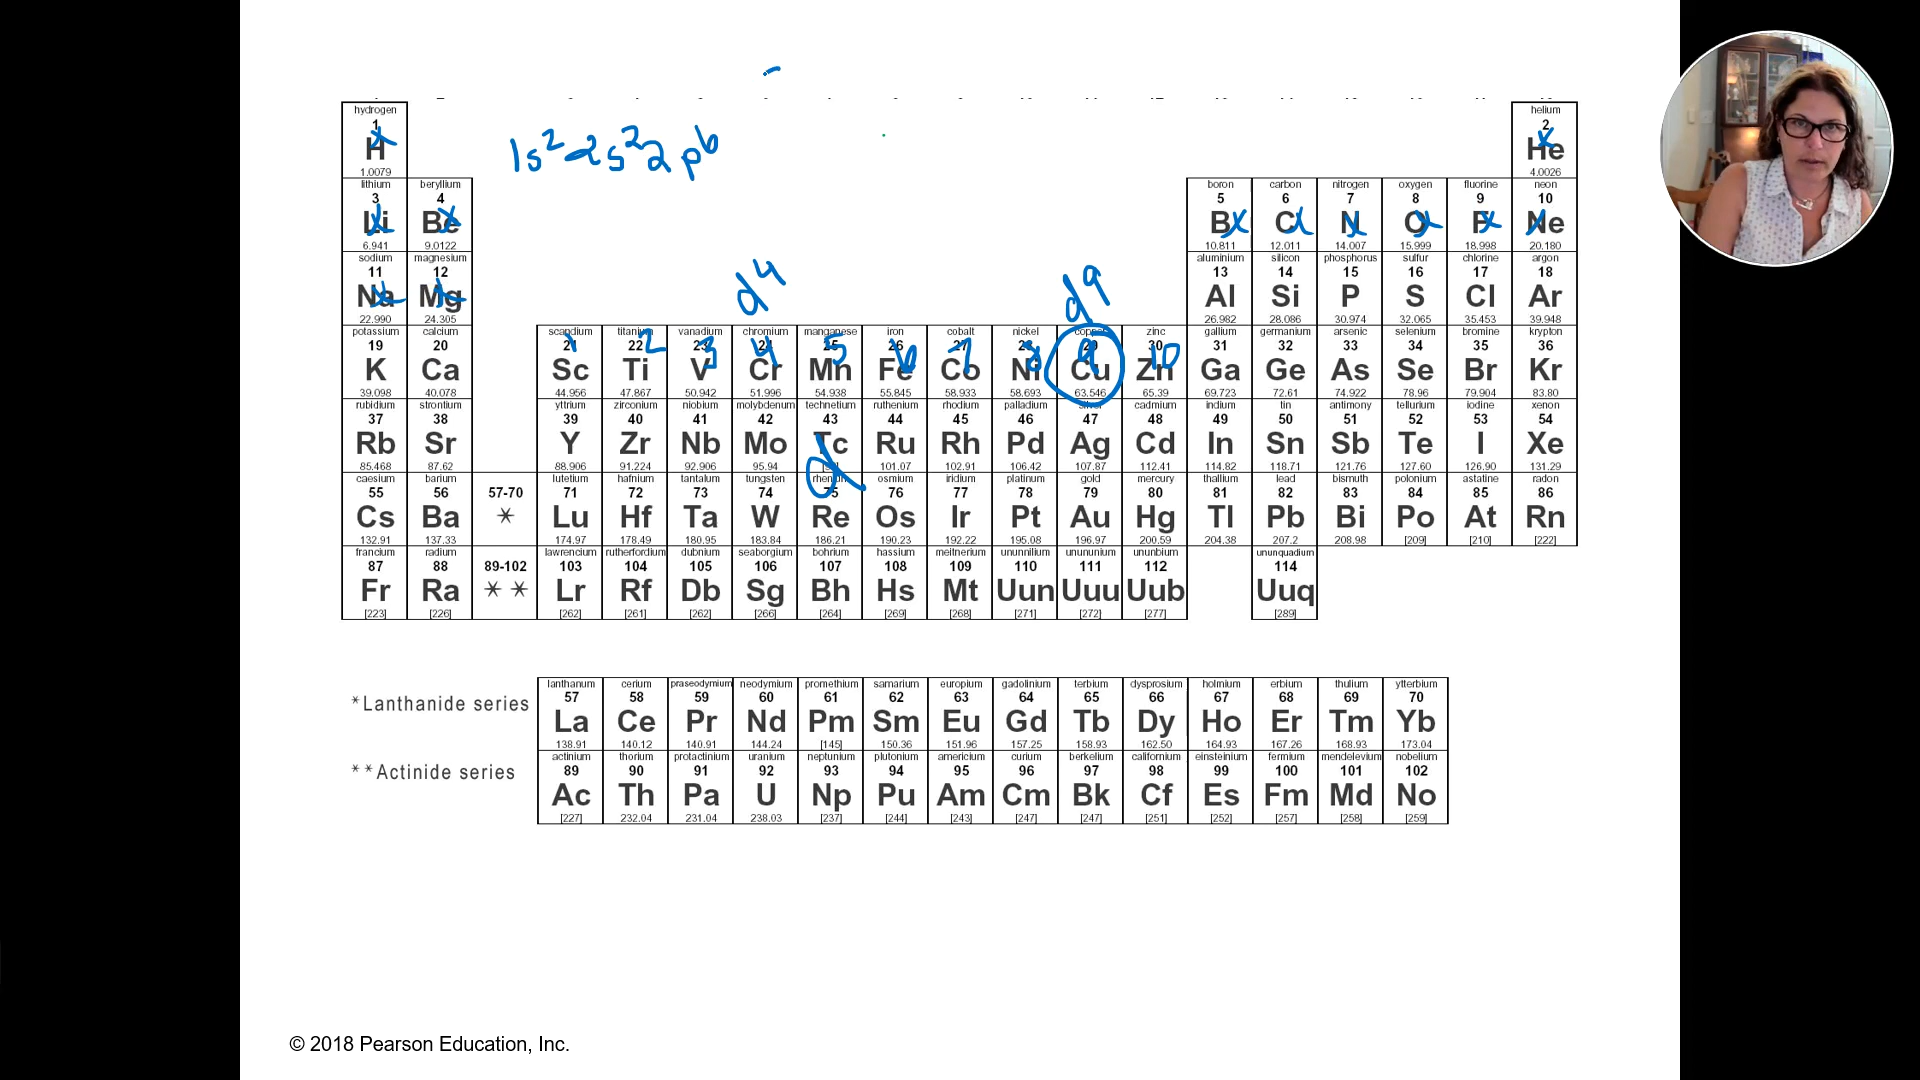 hydrogen helium
1 2
H He
1.0079 4.0026
1s² 2s² 2p⁶
lithium beryllium boron carbon nitrogen oxygen fluorine neon
3 4 5 6 7 8 9 10
Li Be B C N O F Ne
6.941 9.0122 10.811 12.011 14.007 15.999 18.998 20.180
sodium magnesium aluminium silicon phosphorus sulfur chlorine argon
11 12 13 14 15 16 17 18
Na Mg Al Si P S Cl Ar
22.990 24.305 26.982 28.086 30.974 32.065 35.453 39.948
d⁴ d⁹
potassium calcium scandium titanium vanadium chromium manganese iron cobalt nickel copper zinc gallium germanium arsenic selenium bromine krypton
19 20 21 22 23 24 25 26 27 28 29 30 31 32 33 34 35 36
1 2 3 4 5 6 7 8 9 10
K Ca Sc Ti V Cr Mn Fe Co Ni Cu Zn Ga Ge As Se Br Kr
39.098 40.078 44.956 47.867 50.942 51.996 54.938 55.845 58.933 58.693 63.546 65.39 69.723 72.61 74.922 78.96 79.904 83.80
rubidium strontium yttrium zirconium niobium molybdenum technetium ruthenium rhodium palladium silver cadmium indium tin antimony tellurium iodine xenon
37 38 39 40 41 42 43 44 45 46 47 48 49 50 51 52 53 54
Rb Sr Y Zr Nb Mo Tc Ru Rh Pd Ag Cd In Sn Sb Te I Xe
85.468 87.62 88.906 91.224 92.906 95.94 101.07 102.91 106.42 107.87 112.41 114.82 118.71 121.76 127.60 126.90 131.29
d
caesium barium lutetium hafnium tantalum tungsten rhenium osmium iridium platinum gold mercury thallium lead bismuth polonium astatine radon
55 56 57-70 71 72 73 74 75 76 77 78 79 80 81 82 83 84 85 86
Cs Ba * Lu Hf Ta W Re Os Ir Pt Au Hg Tl Pb Bi Po At Rn
132.91 137.33 174.97 178.49 180.95 183.84 186.21 190.23 192.22 195.08 196.97 200.59 204.38 207.2 208.98 [209] [210] [222]
francium radium lawrencium rutherfordium dubnium seaborgium bohrium hassium meitnerium ununnilium unununium ununbium ununquadium
87 88 89-102 103 104 105 106 107 108 109 110 111 112 114
Fr Ra * * Lr Rf Db Sg Bh Hs Mt Uun Uuu Uub Uuq
[223] [226] [262] [261] [262] [266] [264] [269] [268] [271] [272] [277] [289]
lanthanum cerium praseodymium neodymium promethium samarium europium gadolinium terbium dysprosium holmium erbium thulium ytterbium
57 58 59 60 61 62 63 64 65 66 67 68 69 70
*Lanthanide series La Ce Pr Nd Pm Sm Eu Gd Tb Dy Ho Er Tm Yb
138.91 140.12 140.91 144.24 [145] 150.36 151.96 157.25 158.93 162.50 164.93 167.26 168.93 173.04
actinium thorium protactinium uranium neptunium plutonium americium curium berkelium californium einsteinium fermium mendelevium nobelium
89 90 91 92 93 94 95 96 97 98 99 100 101 102
**Actinide series Ac Th Pa U Np Pu Am Cm Bk Cf Es Fm Md No
[227] 232.04 231.04 238.03 [237] [244] [243] [247] [247] [251] [252] [257] [258] [259]
© 2018 Pearson Education, Inc.